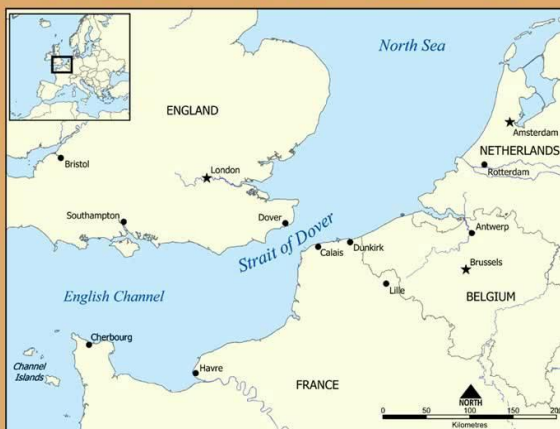 North Sea
ENGLAND
Amsterdam
NETHERLANDS
Bristol
London
Rotterdam
Southampton
Dover
Strait of Dover
Antwerp
Calais
Dunkirk
Brussels
Lille
English Channel
BELGIUM
Cherbourg
Channel
Islands
Havre
FRANCE
NORTH
0 50 100 150
Kilometres